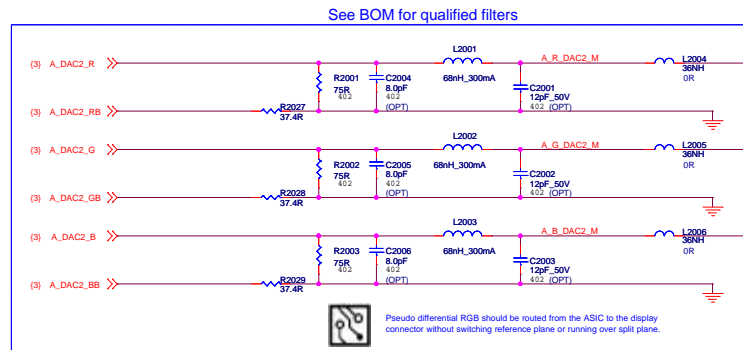 See BOM for qualified filters
L2001
A_R_DAC2_M
L2004
(3) A_DAC2_R
36NH
0R
R2001
75R
402
C2004
8.0pF
402
(OPT)
68nH_300mA
C2001
12pF_50V
402 (OPT)
(3) A_DAC2_RB
R2027
37.4R
L2002
A_G_DAC2_M
L2005
(3) A_DAC2_G
36NH
0R
R2002
75R
402
C2005
8.0pF
402
(OPT)
68nH_300mA
C2002
12pF_50V
402 (OPT)
(3) A_DAC2_GB
R2028
37.4R
L2003
A_B_DAC2_M
L2006
(3) A_DAC2_B
36NH
0R
R2003
75R
402
C2006
8.0pF
402
(OPT)
68nH_300mA
C2003
12pF_50V
402 (OPT)
(3) A_DAC2_BB
R2029
37.4R
Pseudo differential RGB should be routed from the ASIC to the display
connector without switching reference plane or running over split plane.